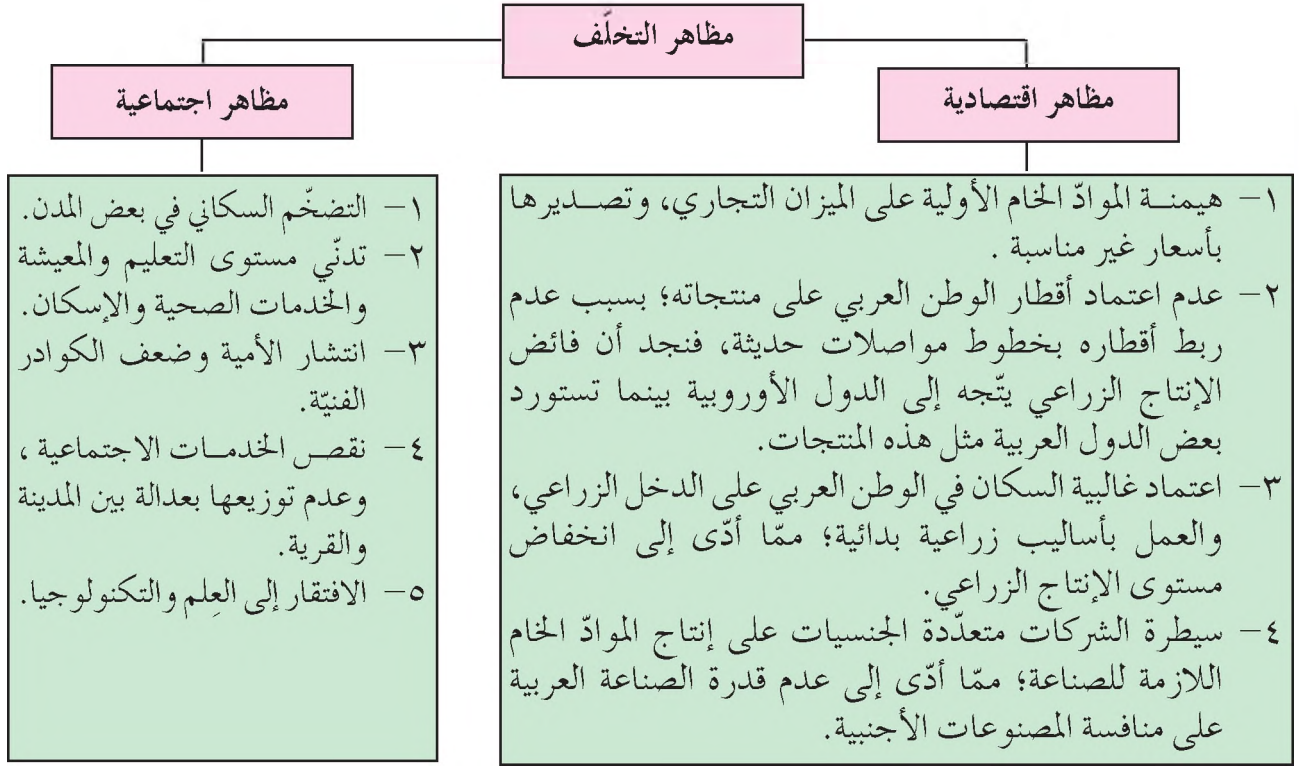 مظاهر التخلّف
مظاهر اقتصادية
١- هيمنة الموادّ الخام الأولية على الميزان التجاري، وتصديرها
بأسعار غير مناسبة .
٢- عدم اعتماد أقطار الوطن العربي على منتجاته؛ بسبب عدم
ربط أقطاره بخطوط مواصلات حديثة، فنجد أن فائض
الإنتاج الزراعي يتّجه إلى الدول الأوروبية بينما تستورد
بعض الدول العربية مثل هذه المنتجات.
٣- اعتماد غالبية السكان في الوطن العربي على الدخل الزراعي،
والعمل بأساليب زراعية بدائية؛ ممّا أدّى إلى انخفاض
مستوى الإنتاج الزراعي.
٤- سيطرة الشركات متعدّدة الجنسيات على إنتاج الموادّ الخام
اللازمة للصناعة؛ ممّا أدّى إلى عدم قدرة الصناعة العربية
على منافسة المصنوعات الأجنبية.
مظاهر اجتماعية
١- التضخّم السكاني في بعض المدن.
٢- تدنّي مستوى التعليم والمعيشة
والخدمات الصحية والإسكان.
٣- انتشار الأمية وضعف الكوادر
الفنيّة.
٤- نقص الخدمات الاجتماعية ،
وعدم توزيعها بعدالة بين المدينة
والقرية.
٥- الافتقار إلى العِلم والتكنولوجيا.